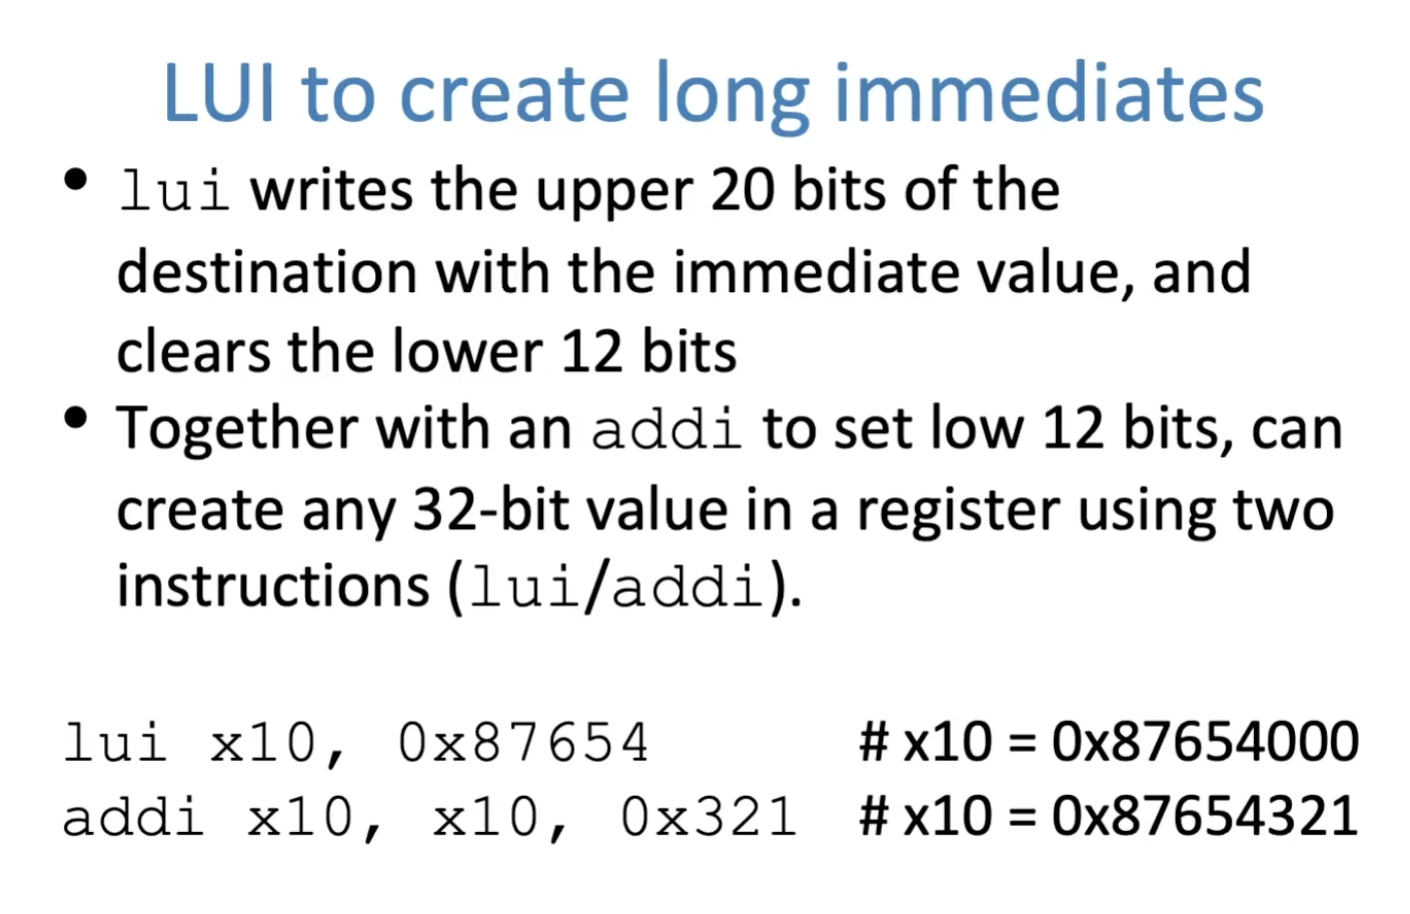 LUI to create long immediates
• lui writes the upper 20 bits of the
destination with the immediate value, and
clears the lower 12 bits
• Together with an addi to set low 12 bits, can
create any 32-bit value in a register using two
instructions (lui/addi).
lui x10, 0x87654 # x10 = 0x87654000
addi x10, x10, 0x321 # x10 = 0x87654321